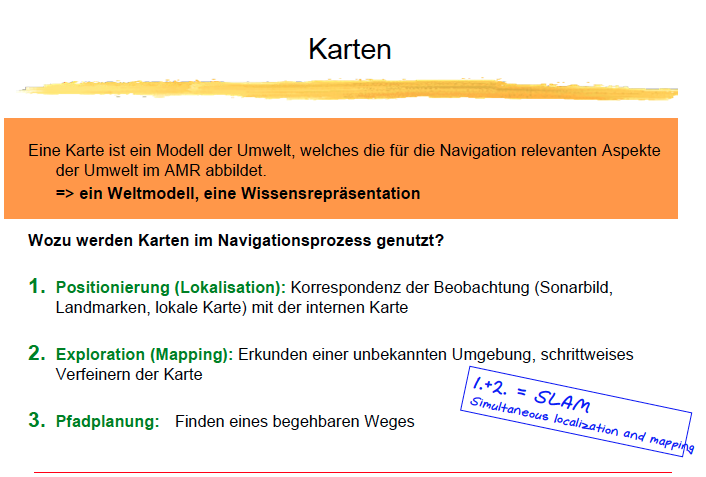 Karten
Eine Karte ist ein Modell der Umwelt, welches die für die Navigation relevanten Aspekte
der Umwelt im AMR abbildet.
=> ein Weltmodell, eine Wissensrepräsentation
Wozu werden Karten im Navigationsprozess genutzt?
1. Positionierung (Lokalisation): Korrespondenz der Beobachtung (Sonarbild,
Landmarken, lokale Karte) mit der internen Karte
2. Exploration (Mapping): Erkunden einer unbekannten Umgebung, schrittweises
Verfeinern der Karte
3. Pfadplanung: Finden eines begehbaren Weges
1.+2. = SLAM
Simultaneous localization and mapping